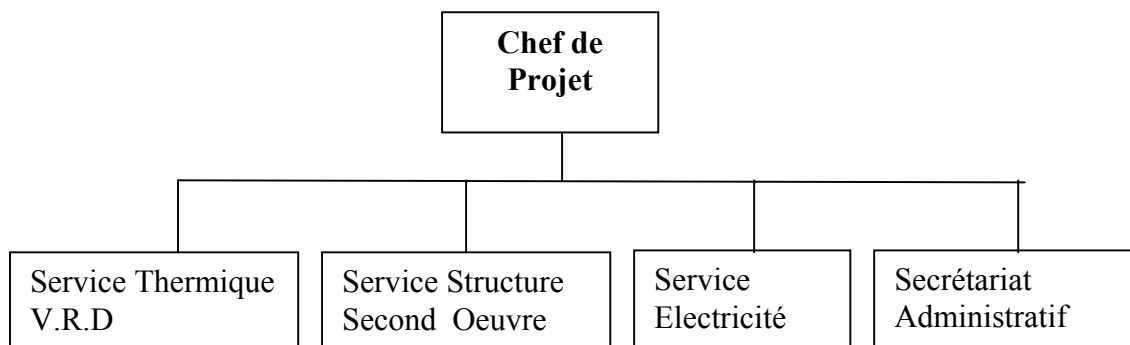 Chef de
Projet
Service Thermique
V.R.D
Service Structure
Second Oeuvre
Service
Electricité
Secrétariat
Administratif